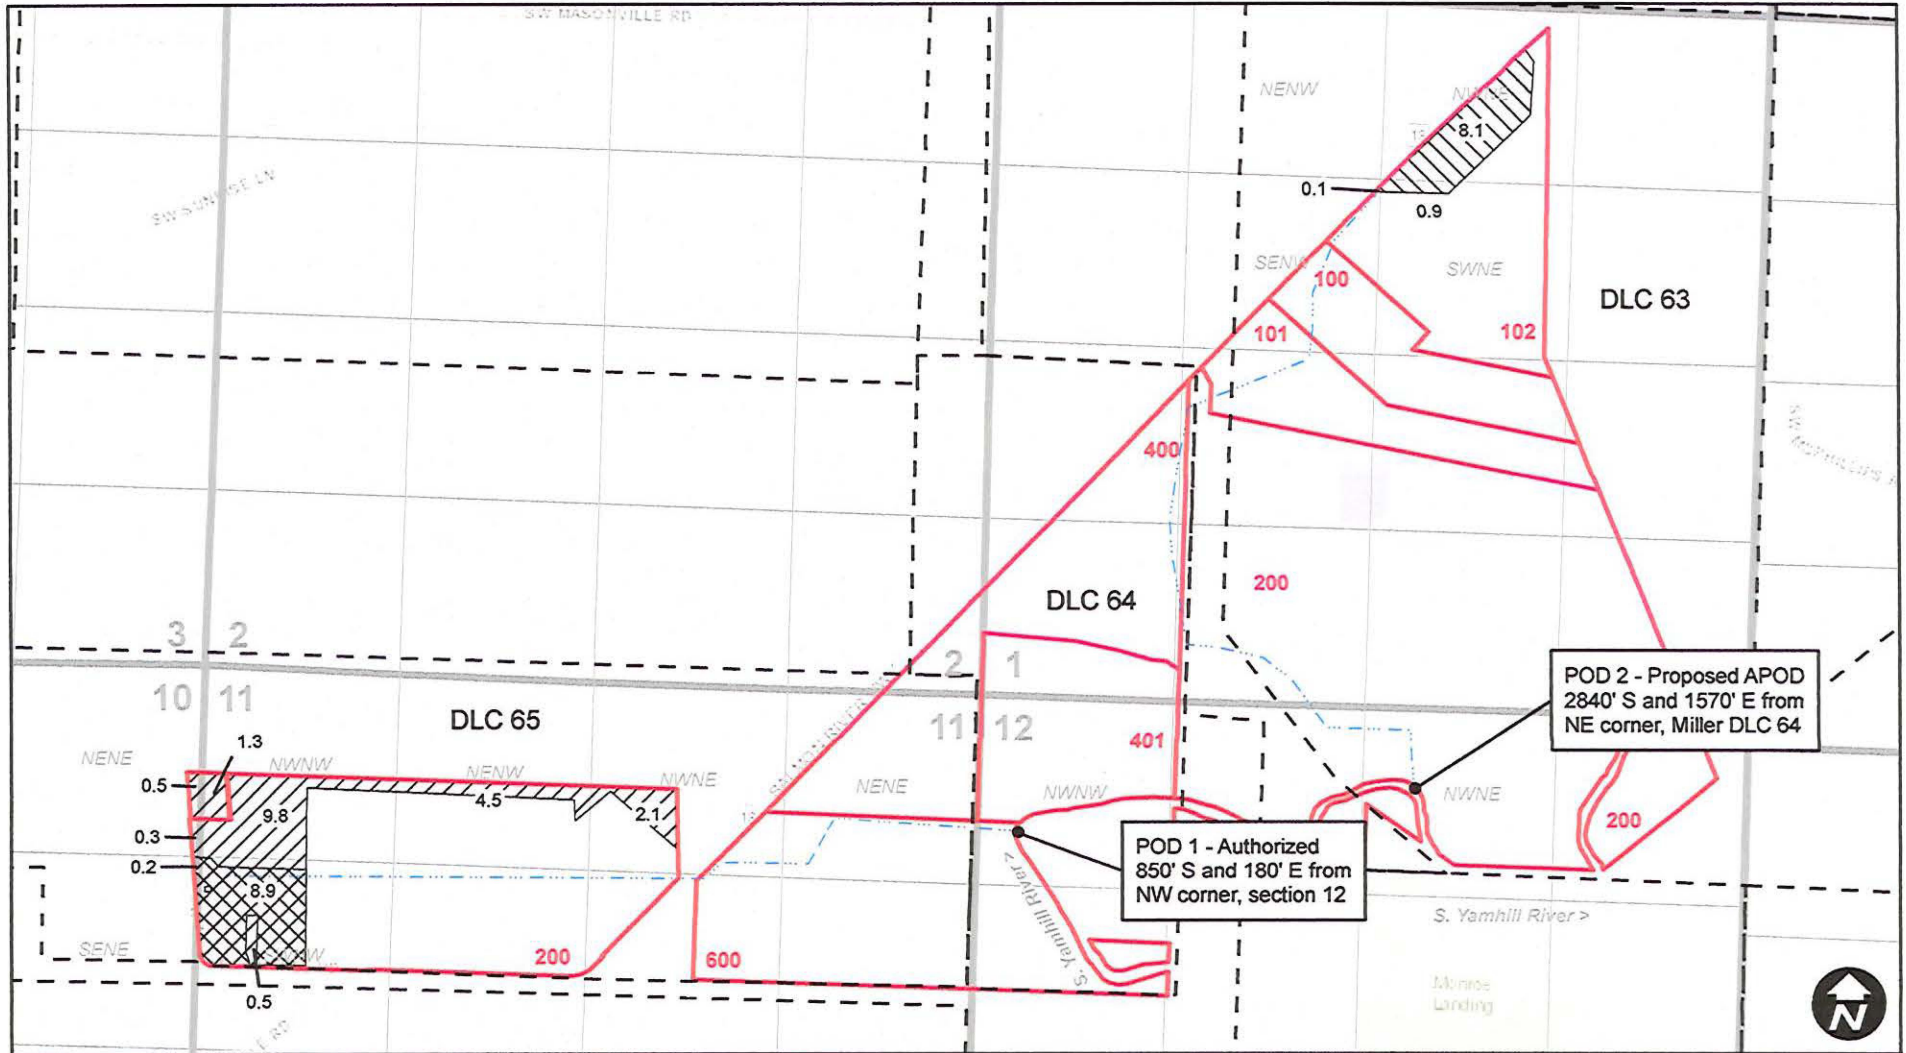 SW MASONVILLE RD
NENW
NWNE
13
8.1
0.1
0.9
SW SUNRISE LN
SENW
SWNE
100
DLC 63
101
102
400
200
DLC 64
3 2
10 11
2 1
11 12
POD 2 - Proposed APOD
2840' S and 1570' E from
NE corner, Miller DLC 64
DLC 65
401
1.3
NENE
NWNW
NENW
NWNE
NENE
NWNW
NWNE
0.5
4.5
9.8
2.1
200
0.3
0.2
POD 1 - Authorized
850' S and 180' E from
NW corner, section 12
8.9
S. Yamhill River >
S. Yamhill River >
SENE
200
600
0.5
Monroe
Landing
N